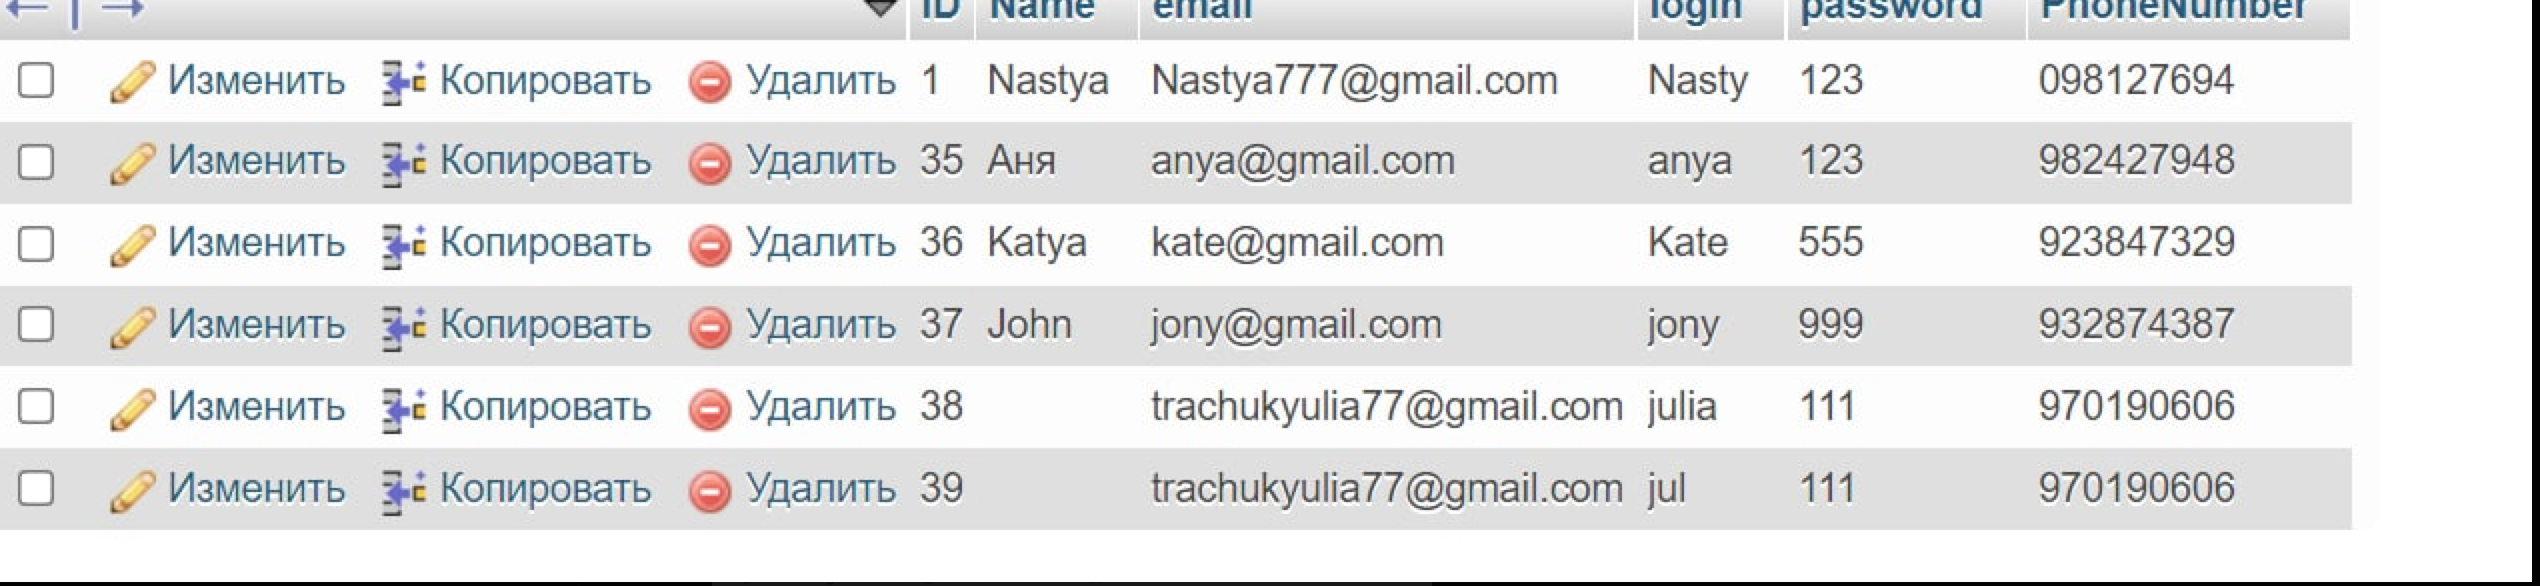 ID Name email login password PhoneNumber
Изменить Копировать Удалить 1 Nastya Nastya777@gmail.com Nasty 123 098127694
Изменить Копировать Удалить 35 Аня anya@gmail.com anya 123 982427948
Изменить Копировать Удалить 36 Katya kate@gmail.com Kate 555 923847329
Изменить Копировать Удалить 37 John jony@gmail.com jony 999 932874387
Изменить Копировать Удалить 38 trachukyulia77@gmail.com julia 111 970190606
Изменить Копировать Удалить 39 trachukyulia77@gmail.com jul 111 970190606